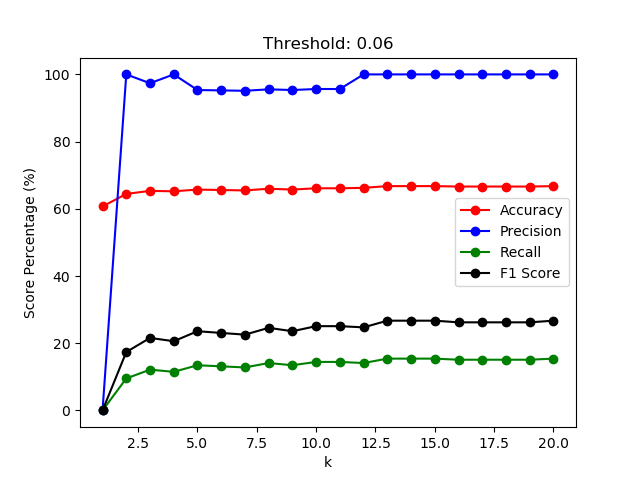 Threshold: 0.06
Score Percentage (%)
100
80
60
40
20
0
Accuracy
Precision
Recall
F1 Score
2.5 5.0 7.5 10.0 12.5 15.0 17.5 20.0
k